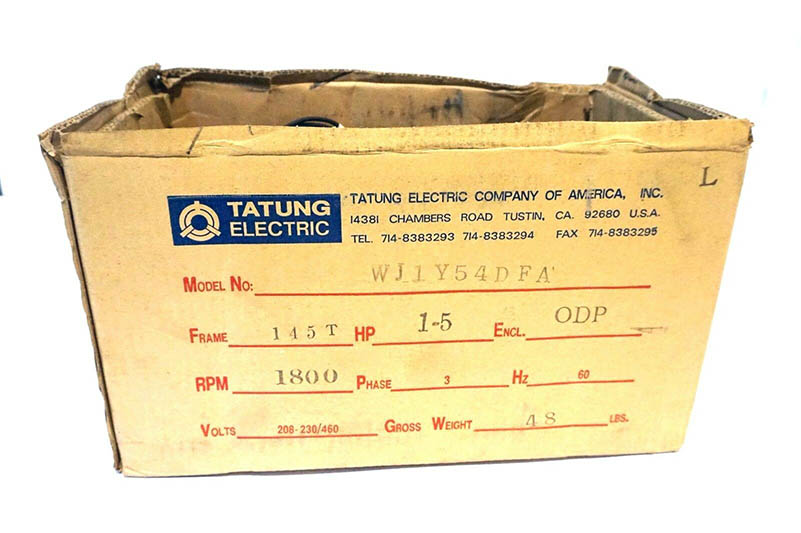 L
TATUNG ELECTRIC
TATUNG ELECTRIC COMPANY OF AMERICA, INC.
14381 CHAMBERS ROAD TUSTIN, CA. 92680 U.S.A.
TEL. 714-8383293 714-8383294 FAX 714-8383295
MODEL NO: WJ1Y54DFA
FRAME 145T HP 1-5 ENCL. ODP
RPM 1800 PHASE 3 HZ 60
VOLTS 208-230/460 GROSS WEIGHT 48 LBS.